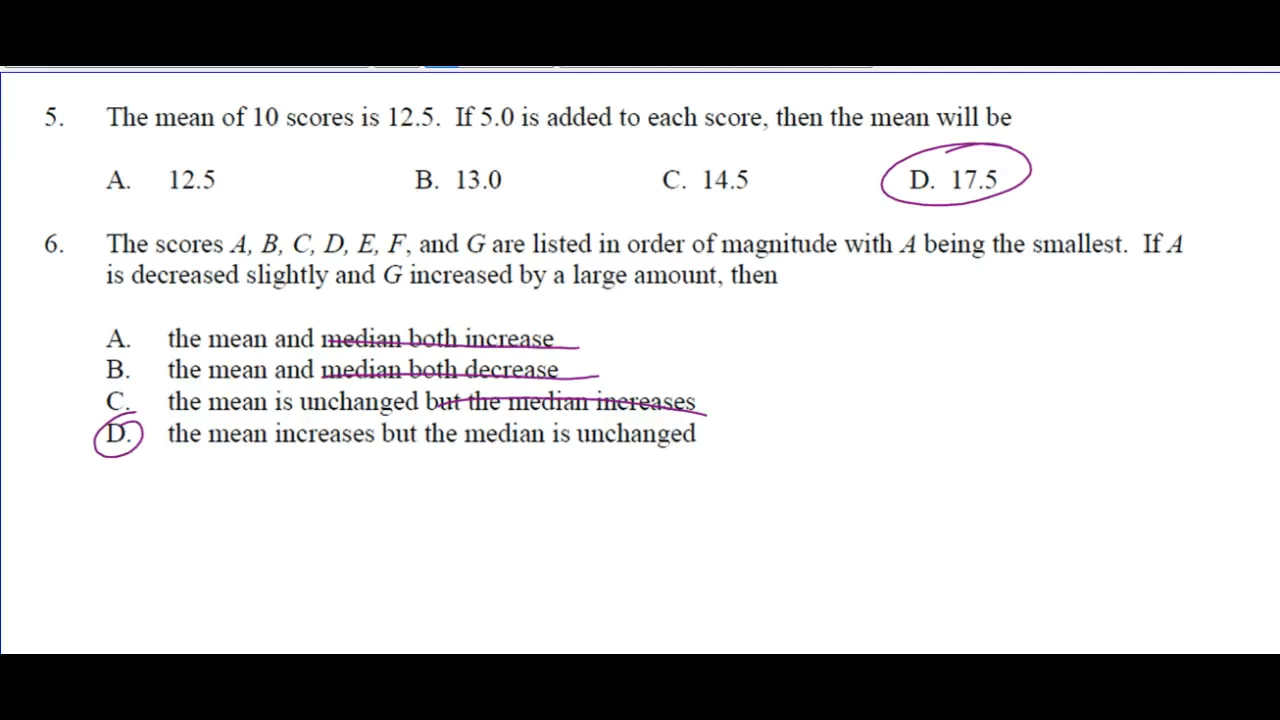 5. The mean of 10 scores is 12.5. If 5.0 is added to each score, then the mean will be
A. 12.5 B. 13.0 C. 14.5 D. 17.5
6. The scores A, B, C, D, E, F, and G are listed in order of magnitude with A being the smallest. If A
is decreased slightly and G increased by a large amount, then
A. the mean and median both increase
B. the mean and median both decrease
C. the mean is unchanged but the median increases
D. the mean increases but the median is unchanged